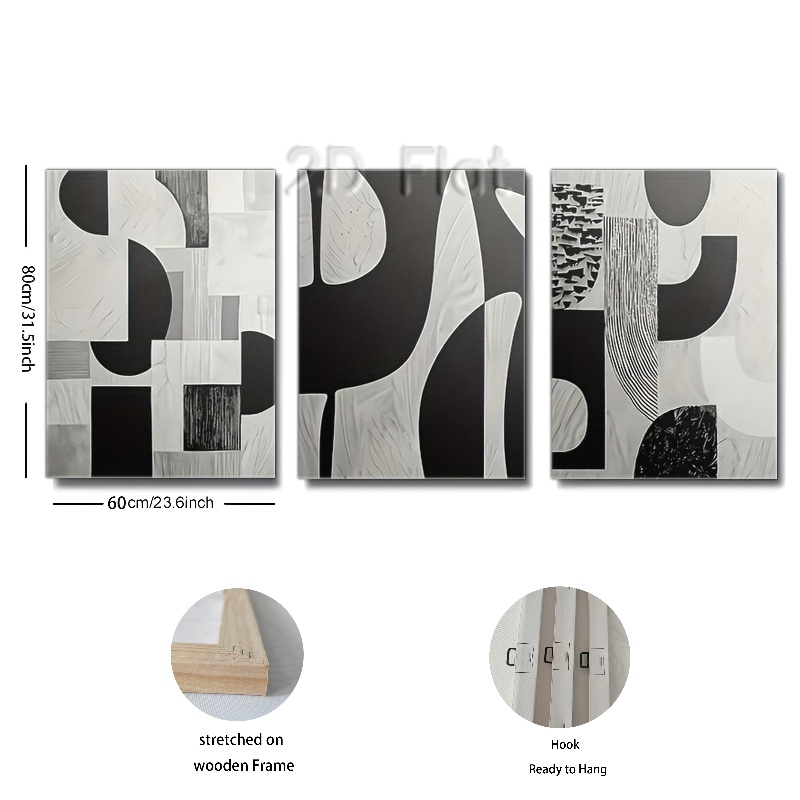 2D Flat
80cm/31.5inch
60cm/23.6inch
stretched on
wooden Frame
Hook
Ready to Hang